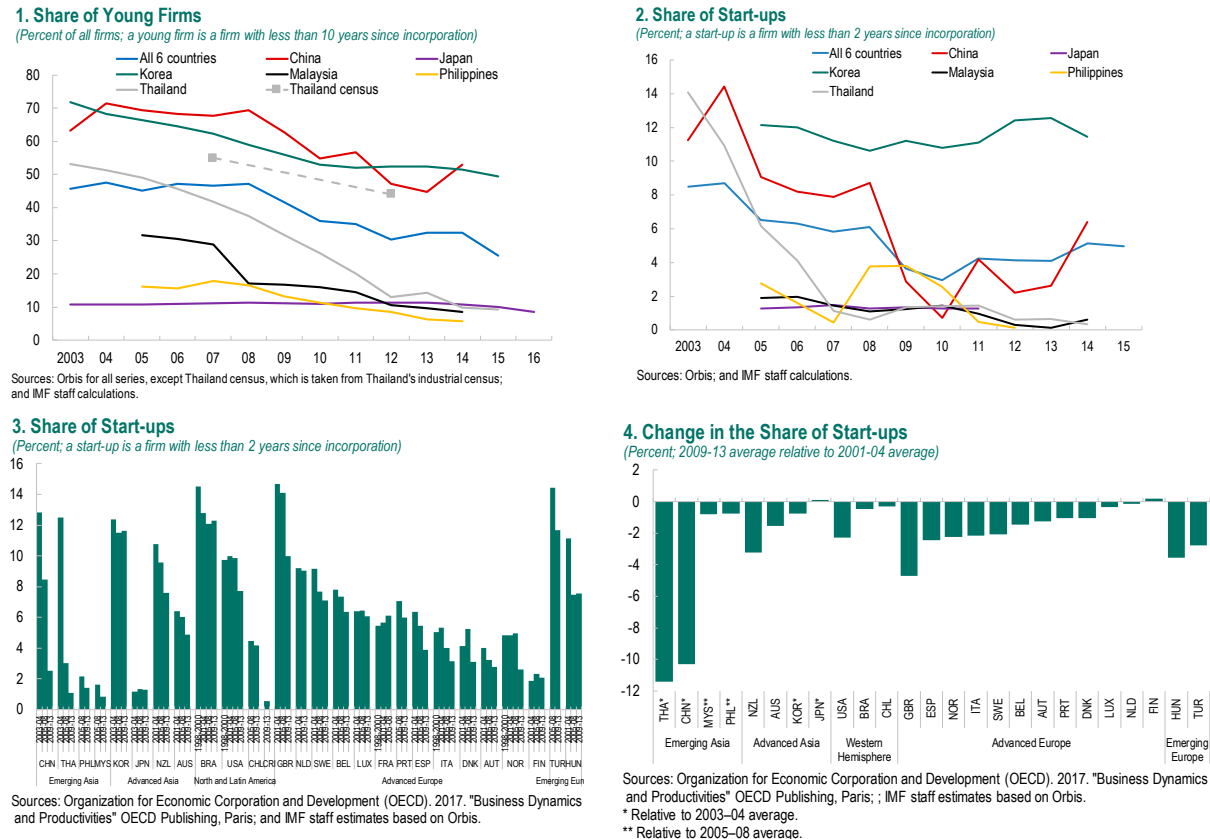 1. Share of Young Firms
(Percent of all firms; a young firm is a firm with less than 10 years since incorporation)
All 6 countries China Japan
Korea Malaysia Philippines
Thailand Thailand census
80
70
60
50
40
30
20
10
0
2003 04 05 06 07 08 09 10 11 12 13 14 15 16
Sources: Orbis for all series, except Thailand census, which is taken from Thailand's industrial census;
and IMF staff calculations.
2. Share of Start-ups
(Percent; a start-up is a firm with less than 2 years since incorporation)
All 6 countries China Japan
Korea Malaysia Philippines
Thailand
16
14
12
10
8
6
4
2
0
2003 04 05 06 07 08 09 10 11 12 13 14 15
Sources: Orbis; and IMF staff calculations.
3. Share of Start-ups
(Percent; a start-up is a firm with less than 2 years since incorporation)
16
14
12
10
8
6
4
2
0
CHN THA PHL MYS KOR JPN NZL AUS BRA USA CHL CRI GBR NLD SWE BEL LUX FRA PRT ESP ITA DNK AUT NOR FIN TUR HUN
Emerging Asia Advanced Asia North and Latin America Advanced Europe Emerging Euro
Sources: Organization for Economic Corporation and Development (OECD). 2017. "Business Dynamics
and Productivities" OECD Publishing, Paris; and IMF staff estimates based on Orbis.
4. Change in the Share of Start-ups
(Percent; 2009-13 average relative to 2001-04 average)
2
0
-2
-4
-6
-8
-10
-12
THA* CHN* MYS** PHL** NZL AUS KOR* JPN* USA BRA CHL GBR ESP NOR ITA SWE BEL AUT PRT DNK LUX NLD FIN HUN TUR
Emerging Asia Advanced Asia Western Advanced Europe Emerging
Hemisphere Europe
Sources: Organization for Economic Corporation and Development (OECD). 2017. "Business Dynamics
and Productivities" OECD Publishing, Paris; ; IMF staff estimates based on Orbis.
* Relative to 2003–04 average.
** Relative to 2005–08 average.